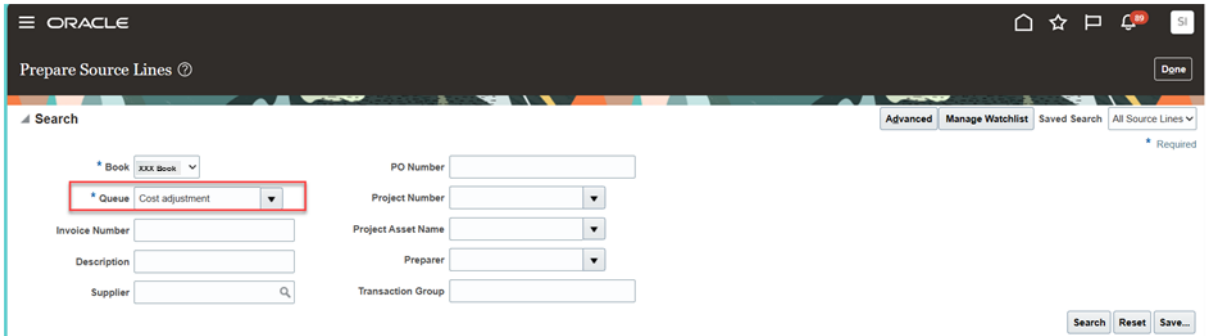 ORACLE
89
SI
Prepare Source Lines
Done
Search
Advanced Manage Watchlist Saved Search All Source Lines
* Required
* Book XXX Book
PO Number
* Queue Cost adjustment
Project Number
Invoice Number
Project Asset Name
Description
Preparer
Supplier
Transaction Group
Search Reset Save...